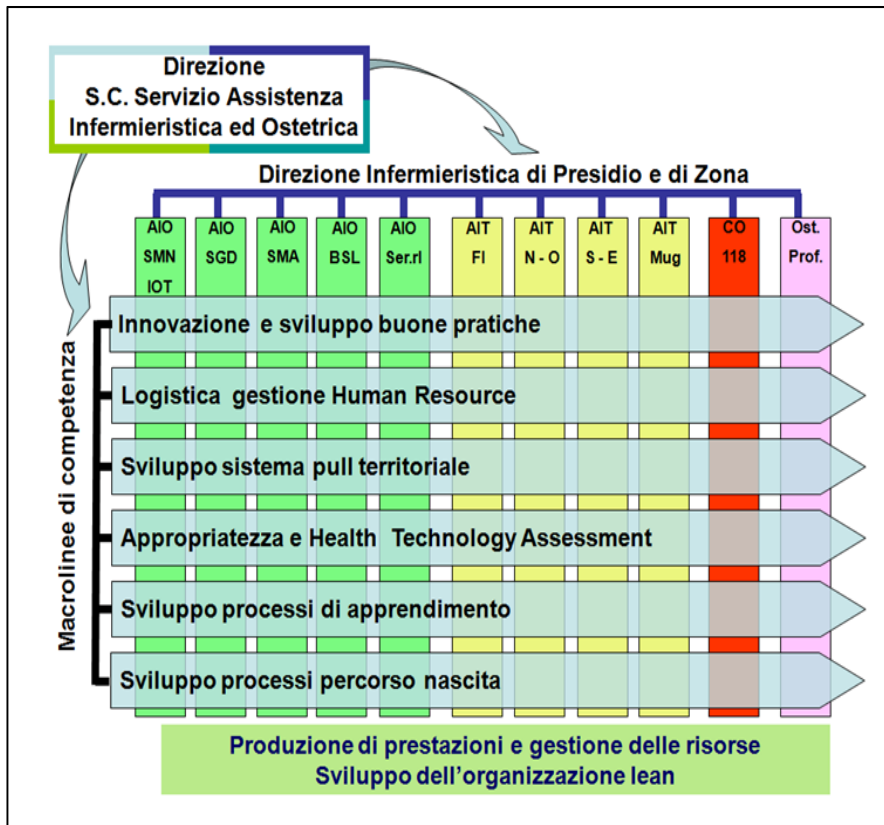 Direzione
S.C. Servizio Assistenza
Infermieristica ed Ostetrica
Direzione Infermieristica di Presidio e di Zona
AIO SMN IOT
AIO SGD
AIO SMA
AIO BSL
AIO Ser.rI
AIT FI
AIT N - O
AIT S - E
AIT Mug
CO 118
Ost. Prof.
Macrolinee di competenza
Innovazione e sviluppo buone pratiche
Logistica gestione Human Resource
Sviluppo sistema pull territoriale
Appropriatezza e Health Technology Assessment
Sviluppo processi di apprendimento
Sviluppo processi percorso nascita
Produzione di prestazioni e gestione delle risorse
Sviluppo dell'organizzazione lean